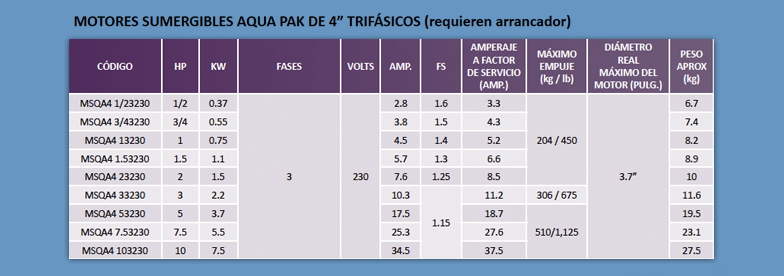 MOTORES SUMERGIBLES AQUA PAK DE 4” TRIFÁSICOS (requieren arrancador)
CÓDIGO HP KW FASES VOLTS AMP. FS AMPERAJE A FACTOR DE SERVICIO (AMP.) MÁXIMO EMPUJE (kg / lb) DIÁMETRO REAL MÁXIMO DEL MOTOR (PULG.) PESO APROX (kg)
MSQA4 1/23230 1/2 0.37 2.8 1.6 3.3 6.7
MSQA4 3/43230 3/4 0.55 3.8 1.5 4.3 7.4
MSQA4 13230 1 0.75 4.5 1.4 5.2 204 / 450 8.2
MSQA4 1.53230 1.5 1.1 5.7 1.3 6.6 8.9
MSQA4 23230 2 1.5 3 230 7.6 1.25 8.5 3.7” 10
MSQA4 33230 3 2.2 10.3 11.2 306 / 675 11.6
MSQA4 53230 5 3.7 17.5 1.15 18.7 19.5
MSQA4 7.53230 7.5 5.5 25.3 27.6 510/1,125 23.1
MSQA4 103230 10 7.5 34.5 37.5 27.5